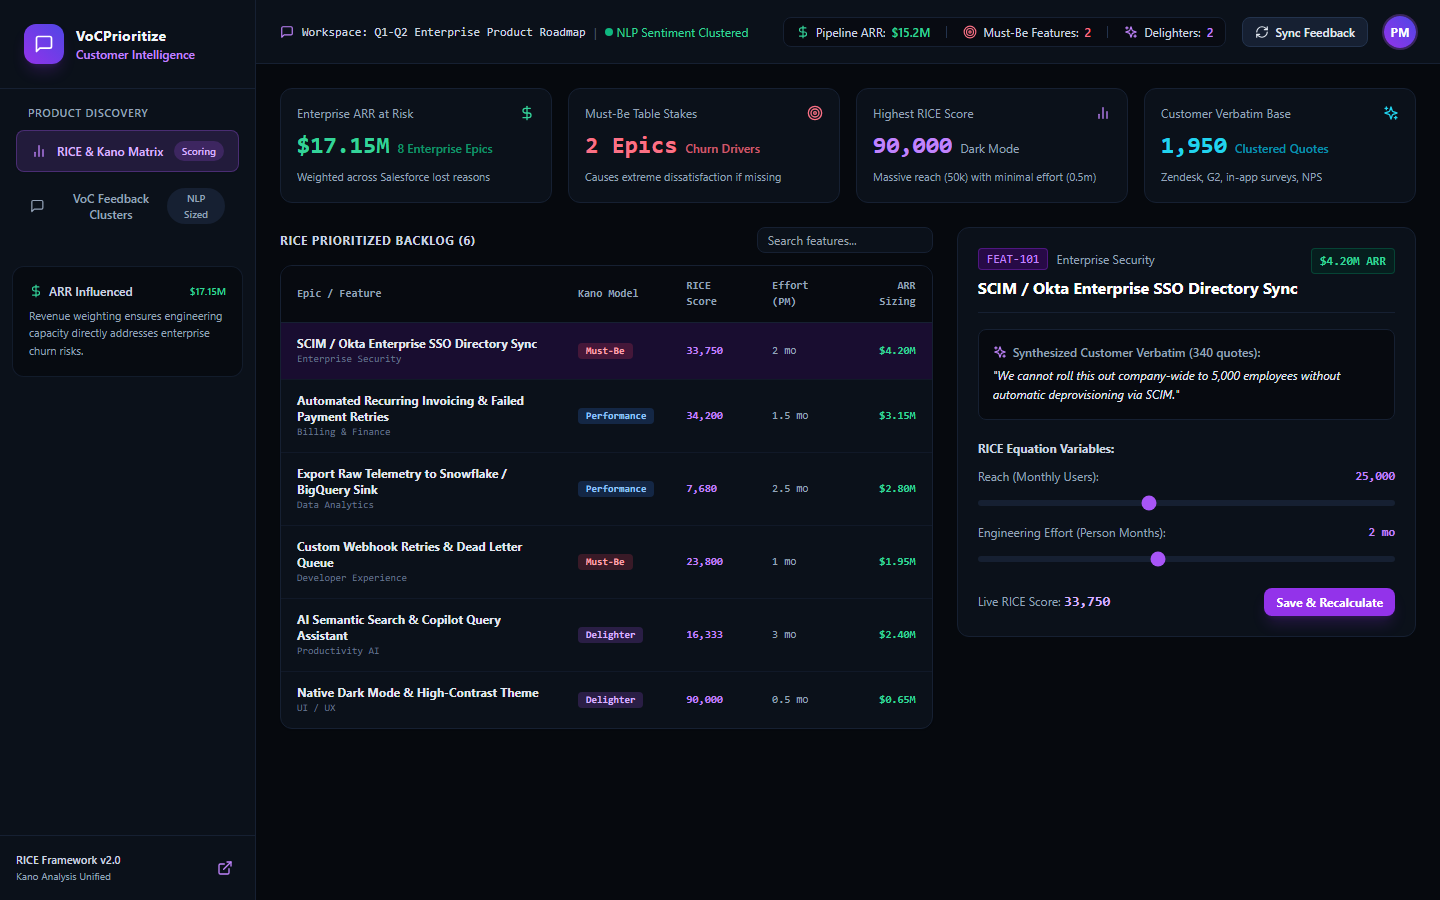 VoCPrioritize
Customer Intelligence
PRODUCT DISCOVERY
RICE & Kano Matrix
Scoring
VoC Feedback
Clusters
NLP
Sized
ARR Influenced
$17.15M
Revenue weighting ensures engineering
capacity directly addresses enterprise
churn risks.
RICE Framework v2.0
Kano Analysis Unified
Workspace: Q1-Q2 Enterprise Product Roadmap
NLP Sentiment Clustered
Pipeline ARR: $15.2M
Must-Be Features: 2
Delighters: 2
Sync Feedback
PM
Enterprise ARR at Risk
$17.15M 8 Enterprise Epics
Weighted across Salesforce lost reasons
Must-Be Table Stakes
2 Epics Churn Drivers
Causes extreme dissatisfaction if missing
Highest RICE Score
90,000 Dark Mode
Massive reach (50k) with minimal effort (0.5m)
Customer Verbatim Base
1,950 Clustered Quotes
Zendesk, G2, in-app surveys, NPS
RICE PRIORITIZED BACKLOG (6)
Search features...
Epic / Feature
Kano Model
RICE
Score
Effort
(PM)
ARR
Sizing
SCIM / Okta Enterprise SSO Directory Sync
Enterprise Security
Must-Be
33,750
2 mo
$4.20M
Automated Recurring Invoicing & Failed
Payment Retries
Billing & Finance
Performance
34,200
1.5 mo
$3.15M
Export Raw Telemetry to Snowflake /
BigQuery Sink
Data Analytics
Performance
7,680
2.5 mo
$2.80M
Custom Webhook Retries & Dead Letter
Queue
Developer Experience
Must-Be
23,800
1 mo
$1.95M
AI Semantic Search & Copilot Query
Assistant
Productivity AI
Delighter
16,333
3 mo
$2.40M
Native Dark Mode & High-Contrast Theme
UI / UX
Delighter
90,000
0.5 mo
$0.65M
FEAT-101
Enterprise Security
$4.20M ARR
SCIM / Okta Enterprise SSO Directory Sync
Synthesized Customer Verbatim (340 quotes):
"We cannot roll this out company-wide to 5,000 employees without
automatic deprovisioning via SCIM."
RICE Equation Variables:
Reach (Monthly Users):
25,000
Engineering Effort (Person Months):
2 mo
Live RICE Score: 33,750
Save & Recalculate